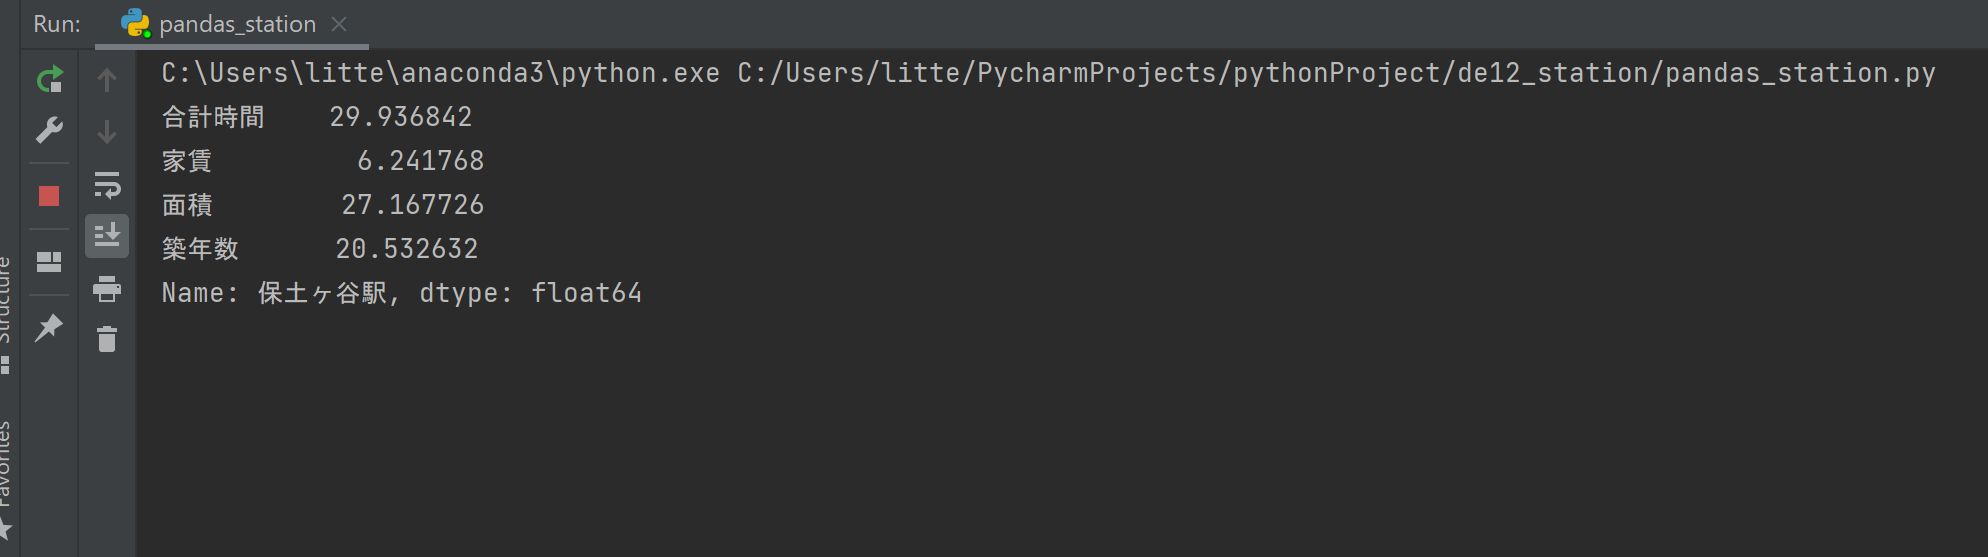 Run: pandas_station
C:\Users\litte\anaconda3\python.exe C:/Users/litte/PycharmProjects/pythonProject/de12_station/pandas_station.py
合計時間 29.936842
家賃 6.241768
面積 27.167726
築年数 20.532632
Name: 保土ヶ谷駅, dtype: float64
Structure
Favorites